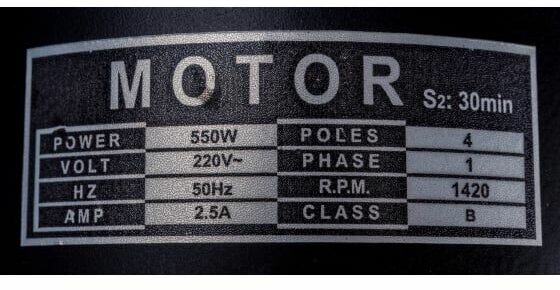 MOTOR S2: 30min
POWER 550W POLES 4
VOLT 220V~ PHASE 1
HZ 50Hz R.P.M. 1420
AMP 2.5A CLASS B